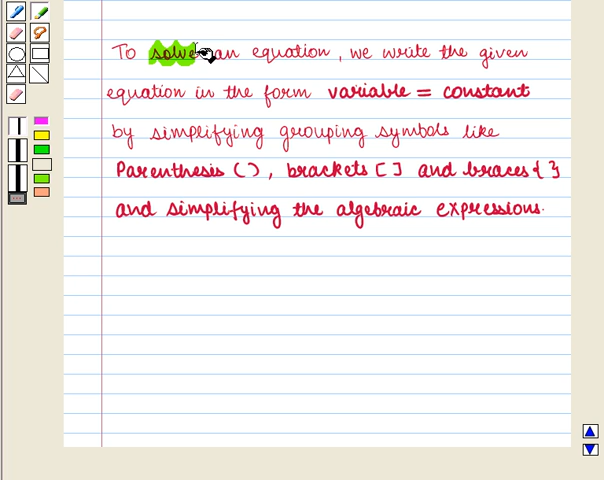 To solve an equation, we write the given
equation in the form variable = constant
by simplifying grouping symbols like
Parenthesis ( ), brackets [ ] and braces { }
and simplifying the algebraic expressions.